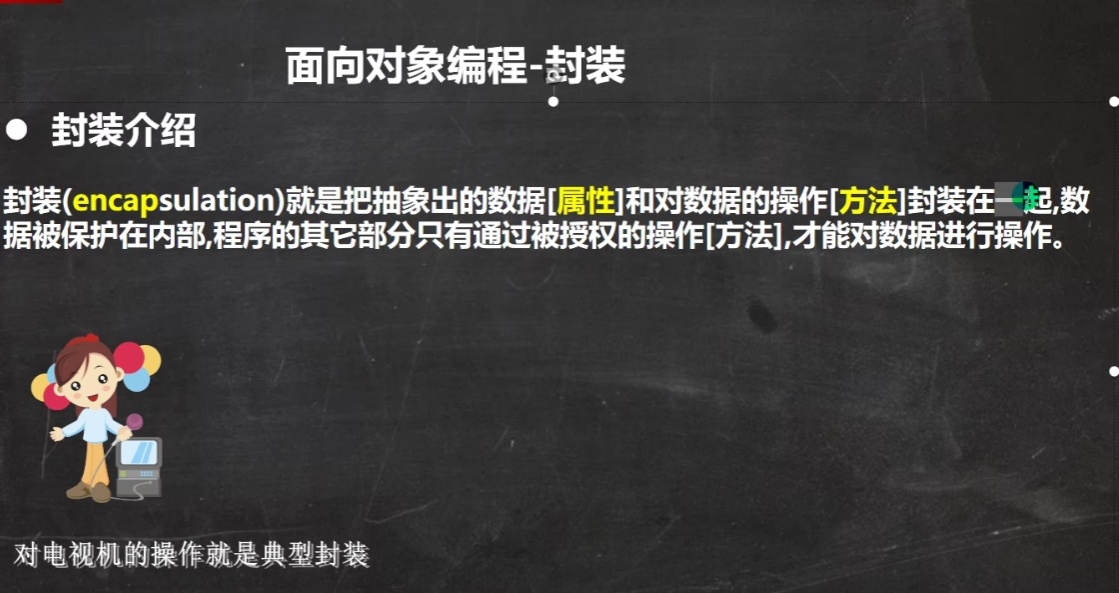 面向对象编程-封装
封装介绍
封装(encapsulation)就是把抽象出的数据[属性]和对数据的操作[方法]封装在一起,数
据被保护在内部,程序的其它部分只有通过被授权的操作[方法],才能对数据进行操作。
对电视机的操作就是典型封装